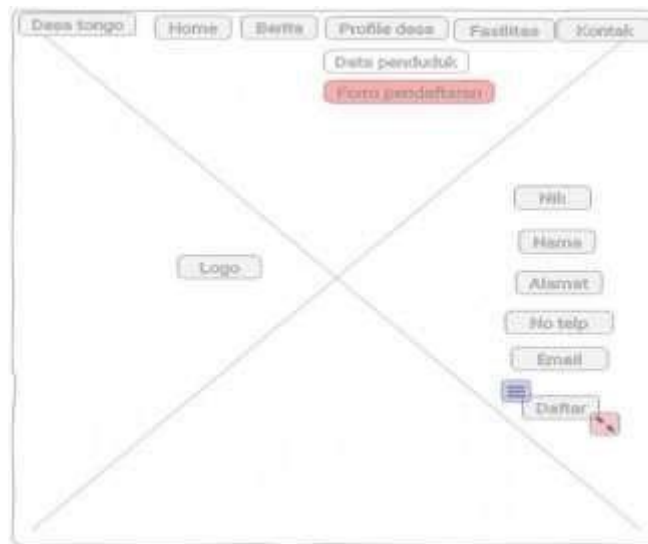 Desa tongo Home Berita Profile desa Fasilitas Kontak
Data penduduk
Form pendaftaran
Nik
Nama
Logo
Alamat
No telp
Email
Daftar